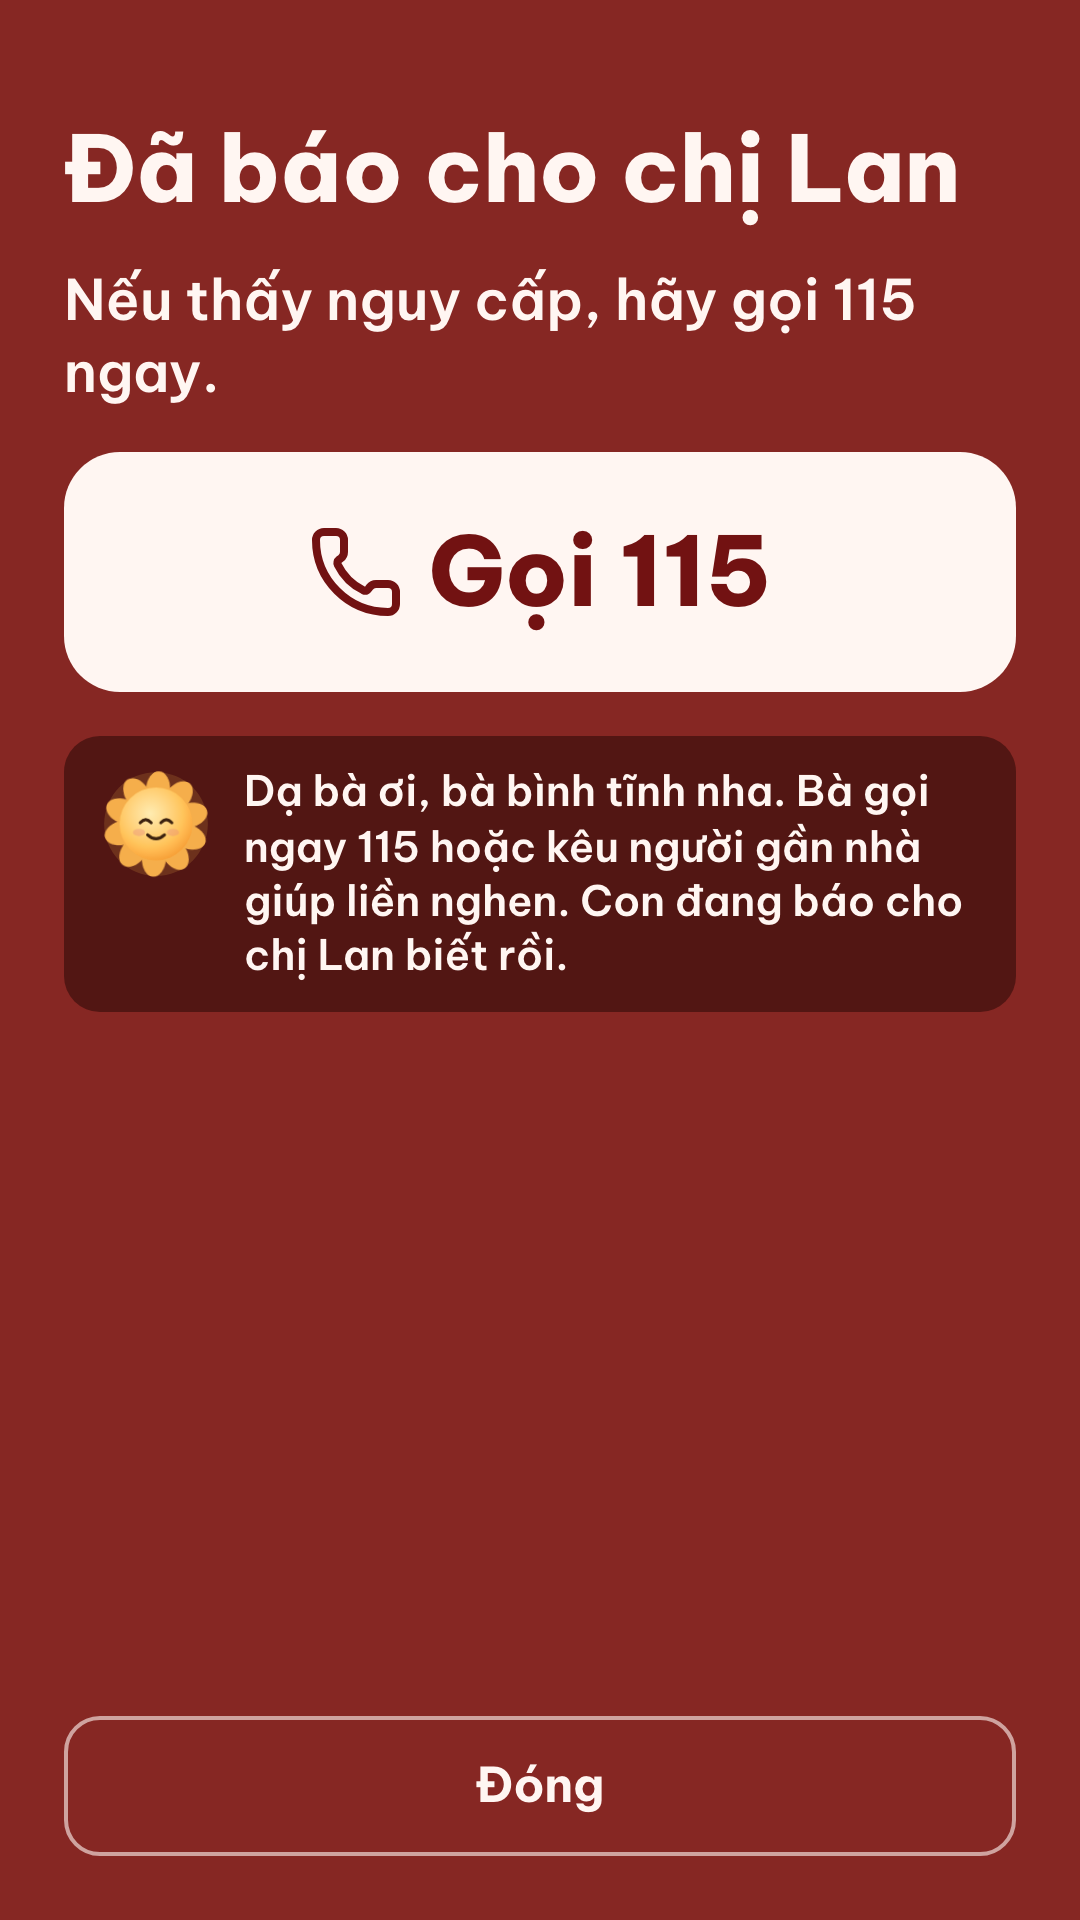 Đã báo cho chị Lan
Nếu thấy nguy cấp, hãy gọi 115
ngay.
Gọi 115
Dạ bà ơi, bà bình tĩnh nha. Bà gọi
ngay 115 hoặc kêu người gần nhà
giúp liền nghen. Con đang báo cho
chị Lan biết rồi.
Đóng